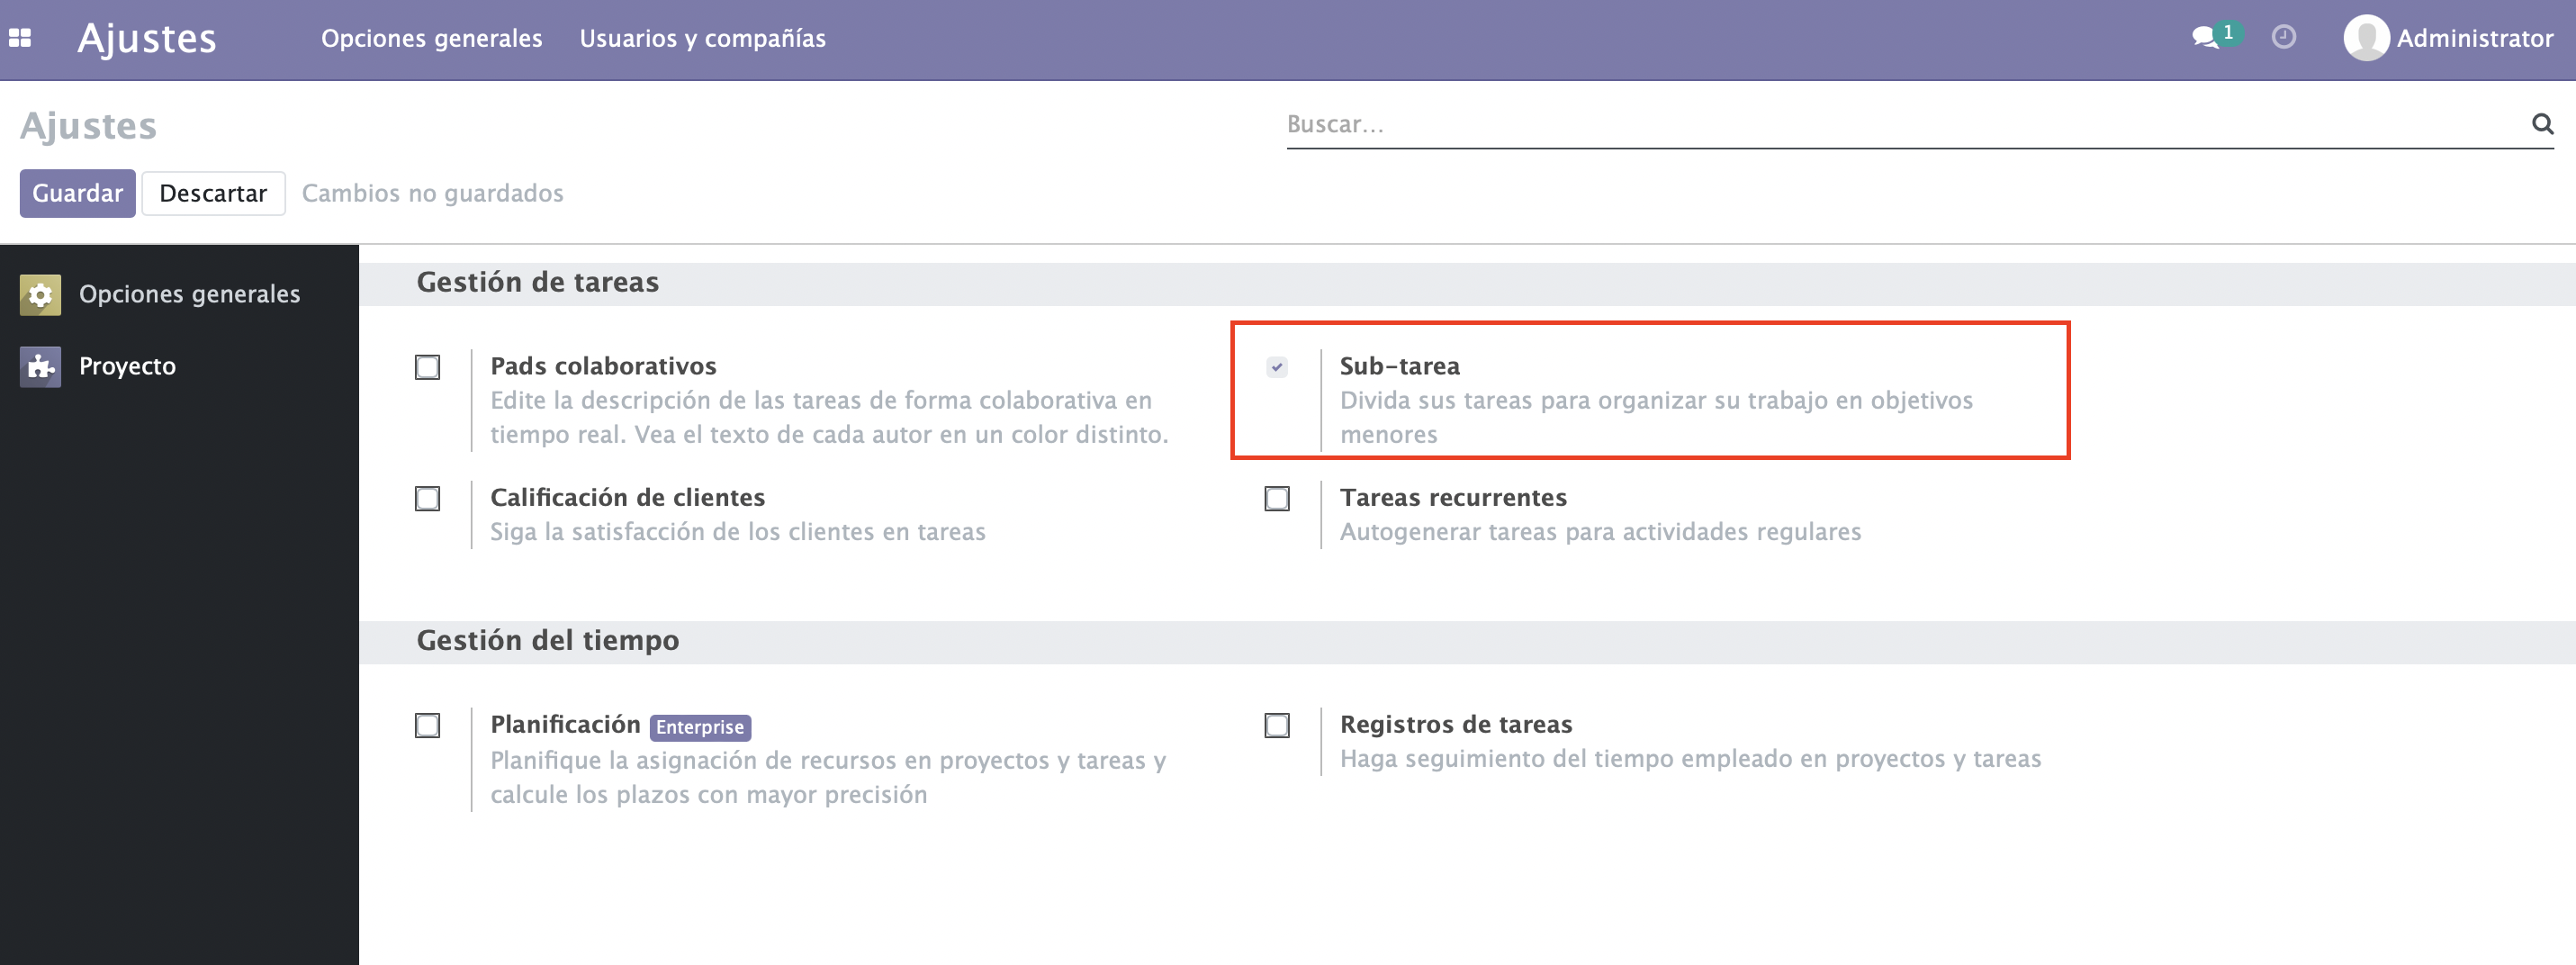 Ajustes
Opciones generales
Usuarios y compañías
1
Administrator
Ajustes
Buscar...
Guardar
Descartar
Cambios no guardados
Opciones generales
Proyecto
Gestión de tareas
Pads colaborativos
Edite la descripción de las tareas de forma colaborativa en
tiempo real. Vea el texto de cada autor en un color distinto.
Sub-tarea
Divida sus tareas para organizar su trabajo en objetivos
menores
Calificación de clientes
Siga la satisfacción de los clientes en tareas
Tareas recurrentes
Autogenerar tareas para actividades regulares
Gestión del tiempo
Planificación Enterprise
Planifique la asignación de recursos en proyectos y tareas y
calcule los plazos con mayor precisión
Registros de tareas
Haga seguimiento del tiempo empleado en proyectos y tareas